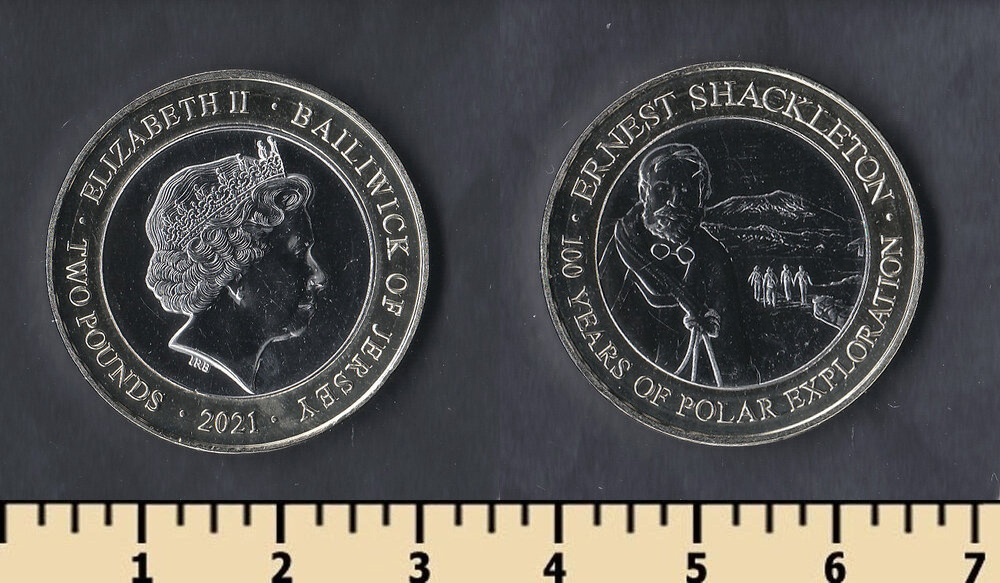 ELIZABETH II · BAILIWICK OF JERSEY · 2021 · TWO POUNDS ·
IRB
ERNEST SHACKLETON ·
100 YEARS OF POLAR EXPLORATION ·
1 2 3 4 5 6 7